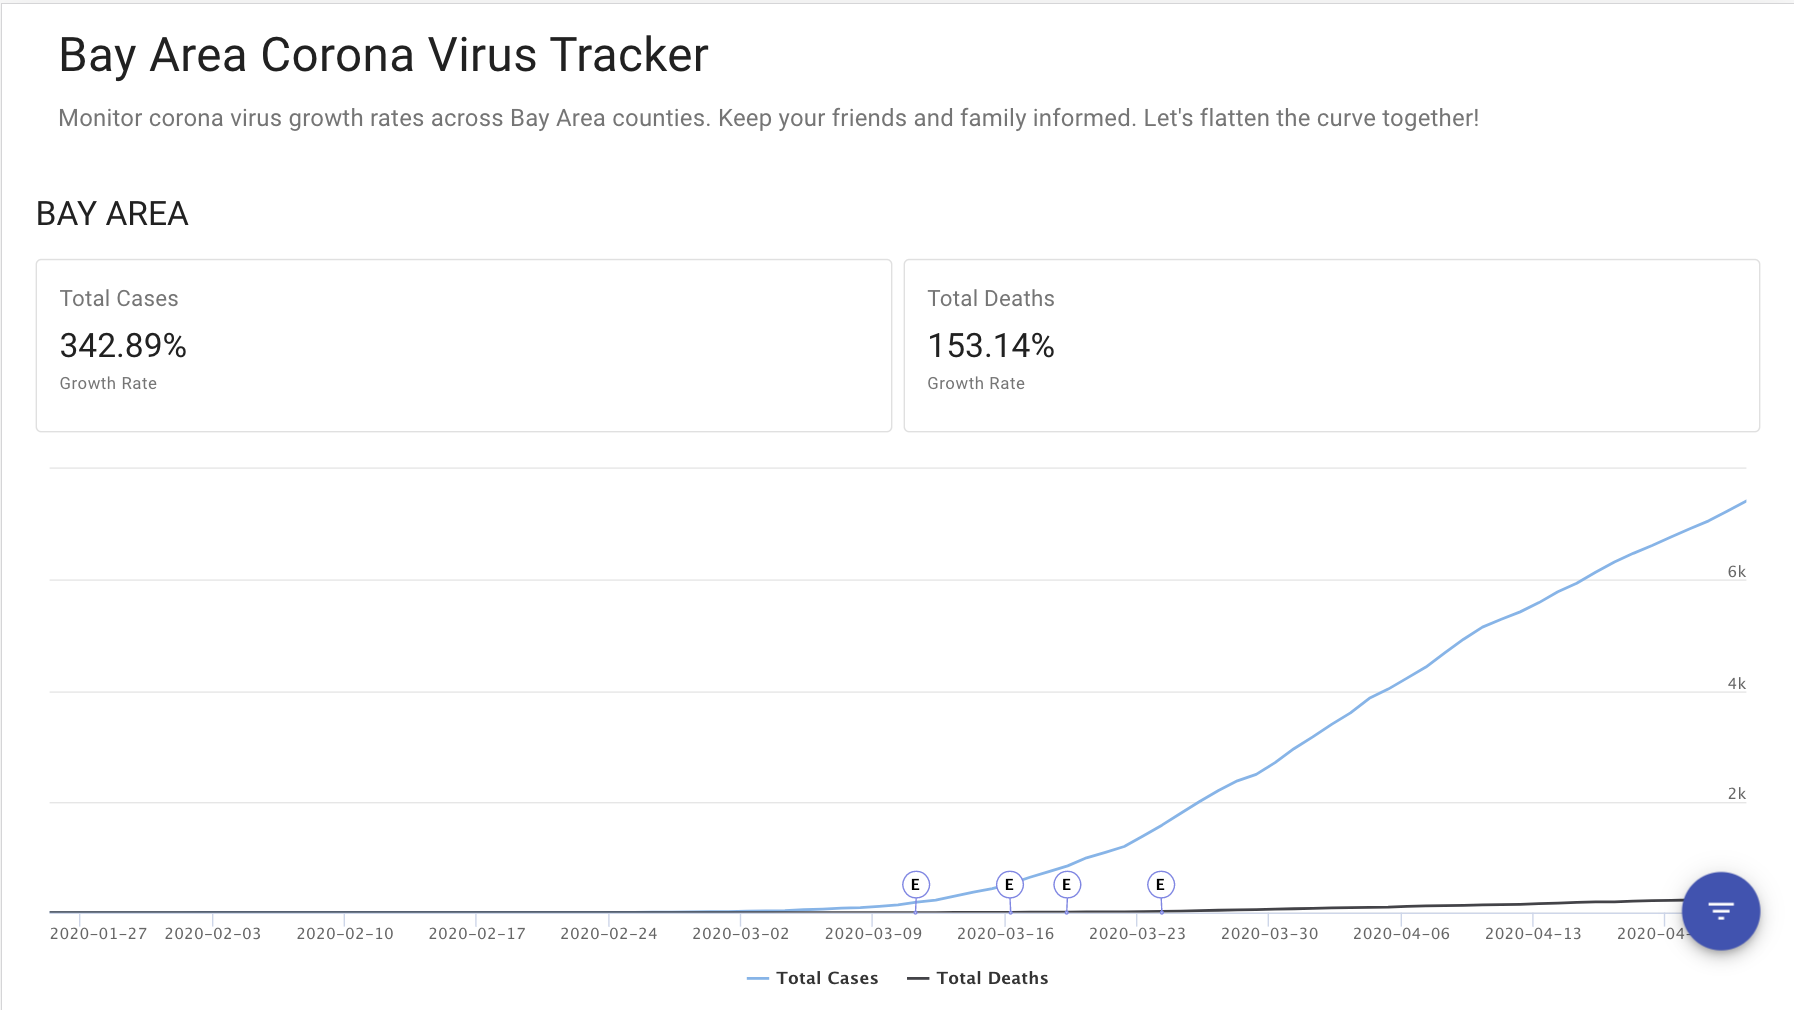 Bay Area Corona Virus Tracker
Monitor corona virus growth rates across Bay Area counties. Keep your friends and family informed. Let's flatten the curve together!
BAY AREA
Total Cases
342.89%
Growth Rate
Total Deaths
153.14%
Growth Rate
6k
4k
2k
E E E E
2020-01-27 2020-02-03 2020-02-10 2020-02-17 2020-02-24 2020-03-02 2020-03-09 2020-03-16 2020-03-23 2020-03-30 2020-04-06 2020-04-13 2020-04-
Total Cases Total Deaths